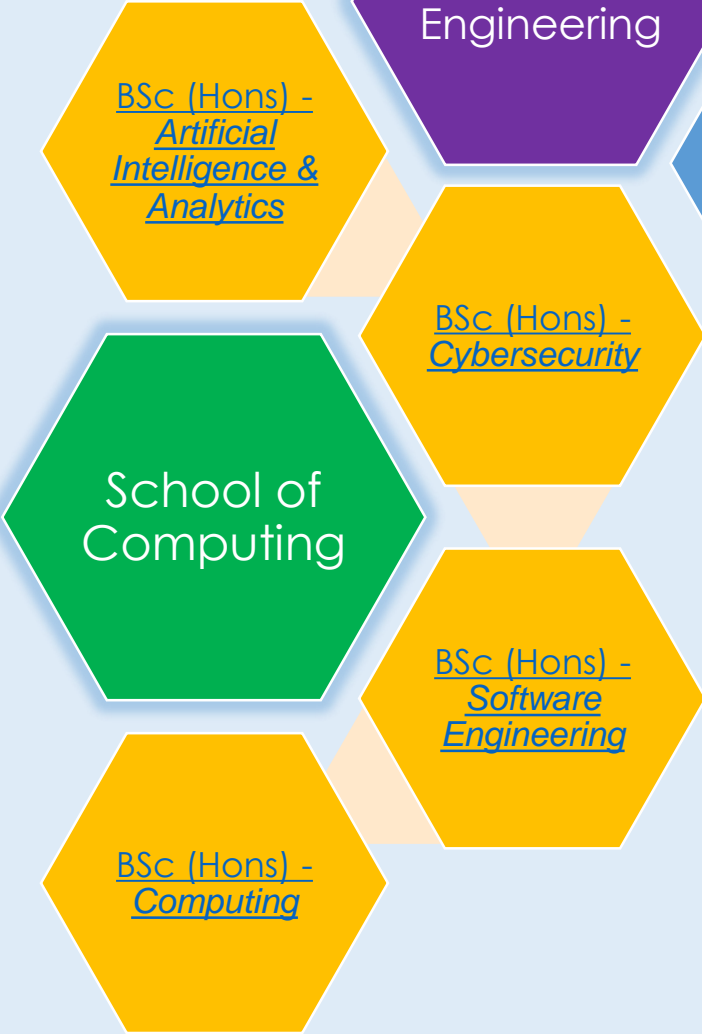 Engineering
BSc (Hons) -
Artificial
Intelligence &
Analytics
BSc (Hons) -
Cybersecurity
School of
Computing
BSc (Hons) -
Software
Engineering
BSc (Hons) -
Computing